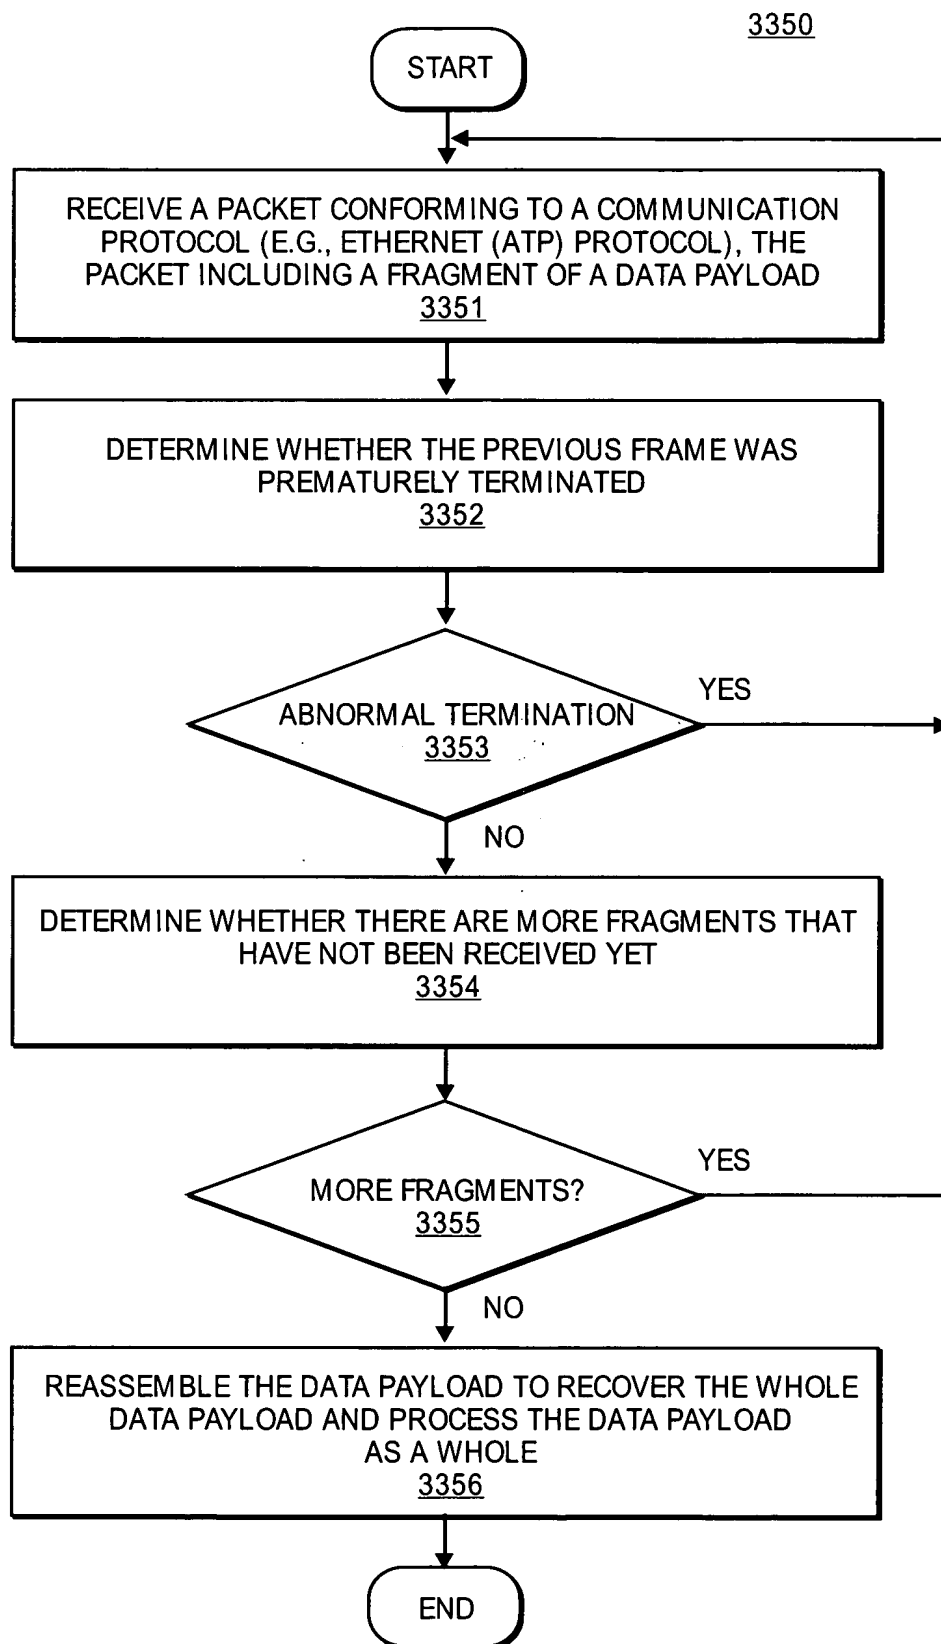 3350
START
RECEIVE A PACKET CONFORMING TO A COMMUNICATION
PROTOCOL (E.G., ETHERNET (ATP) PROTOCOL), THE
PACKET INCLUDING A FRAGMENT OF A DATA PAYLOAD
3351
DETERMINE WHETHER THE PREVIOUS FRAME WAS
PREMATURELY TERMINATED
3352
YES
ABNORMAL TERMINATION
3353
NO
DETERMINE WHETHER THERE ARE MORE FRAGMENTS THAT
HAVE NOT BEEN RECEIVED YET
3354
YES
MORE FRAGMENTS?
3355
NO
REASSEMBLE THE DATA PAYLOAD TO RECOVER THE WHOLE
DATA PAYLOAD AND PROCESS THE DATA PAYLOAD
AS A WHOLE
3356
END